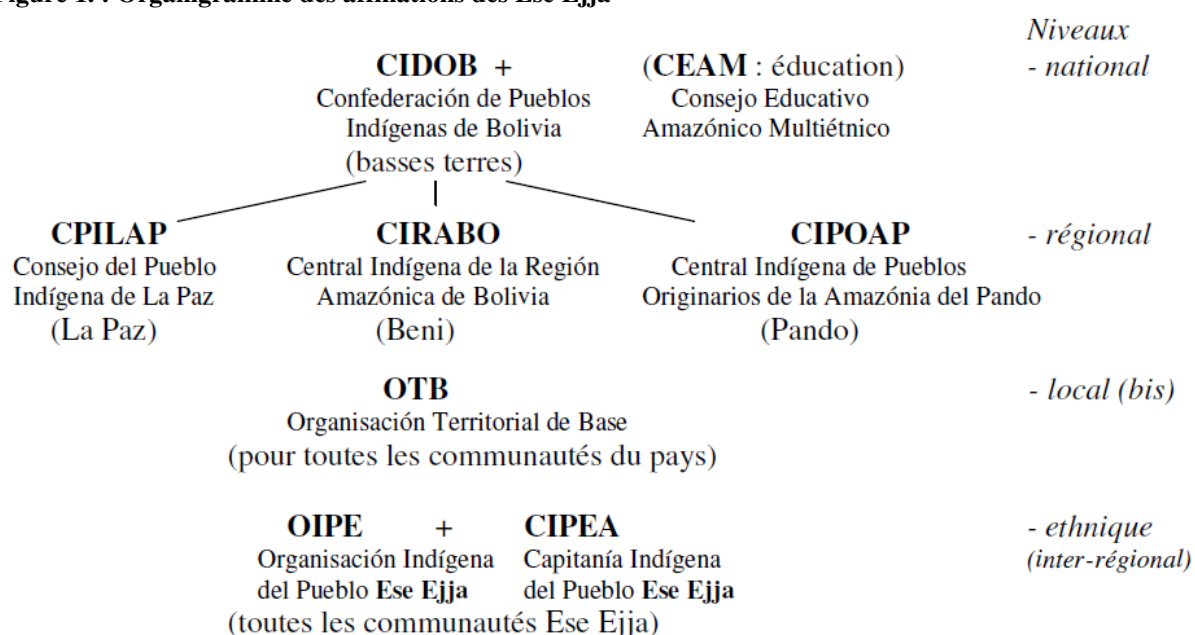 Figure 1. : Organigramme des affiliations des Ese Ejja
Niveaux
CIDOB + (CEAM : éducation) - national
Confederación de Pueblos Consejo Educativo
Indígenas de Bolivia Amazónico Multiétnico
(basses terres)
CPILAP CIRABO CIPOAP - régional
Consejo del Pueblo Central Indígena de la Región Central Indígena de Pueblos
Indígena de La Paz Amazónica de Bolivia Originarios de la Amazónia del Pando
(La Paz) (Beni) (Pando)
OTB - local (bis)
Organisación Territorial de Base
(pour toutes les communautés du pays)
OIPE + CIPEA - ethnique
Organisación Indígena Capitanía Indígena (inter-régional)
del Pueblo Ese Ejja del Pueblo Ese Ejja
(toutes les communautés Ese Ejja)